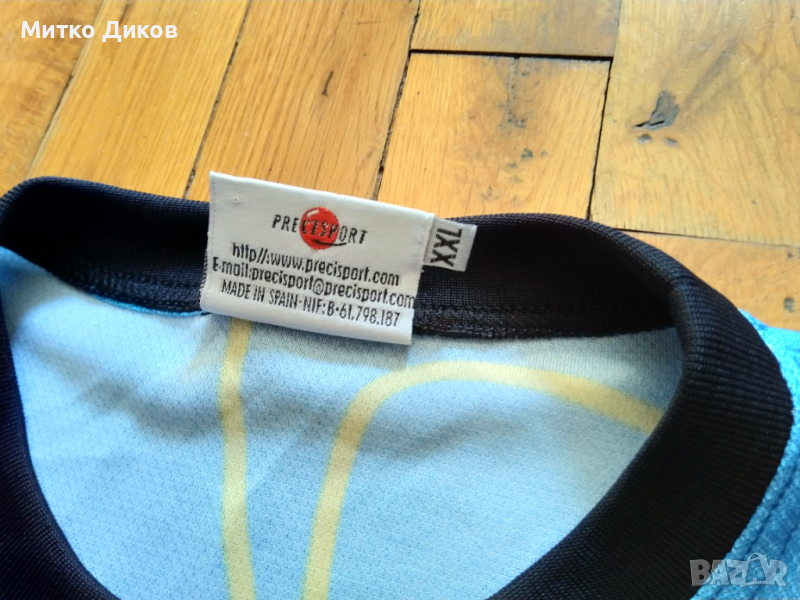 Митко Диков
PRECISPORT
http//:www.precisport.com
E-mail:precisport@precisport.com
MADE IN SPAIN-NIF:B-61.798.187
XXL
BAZAR